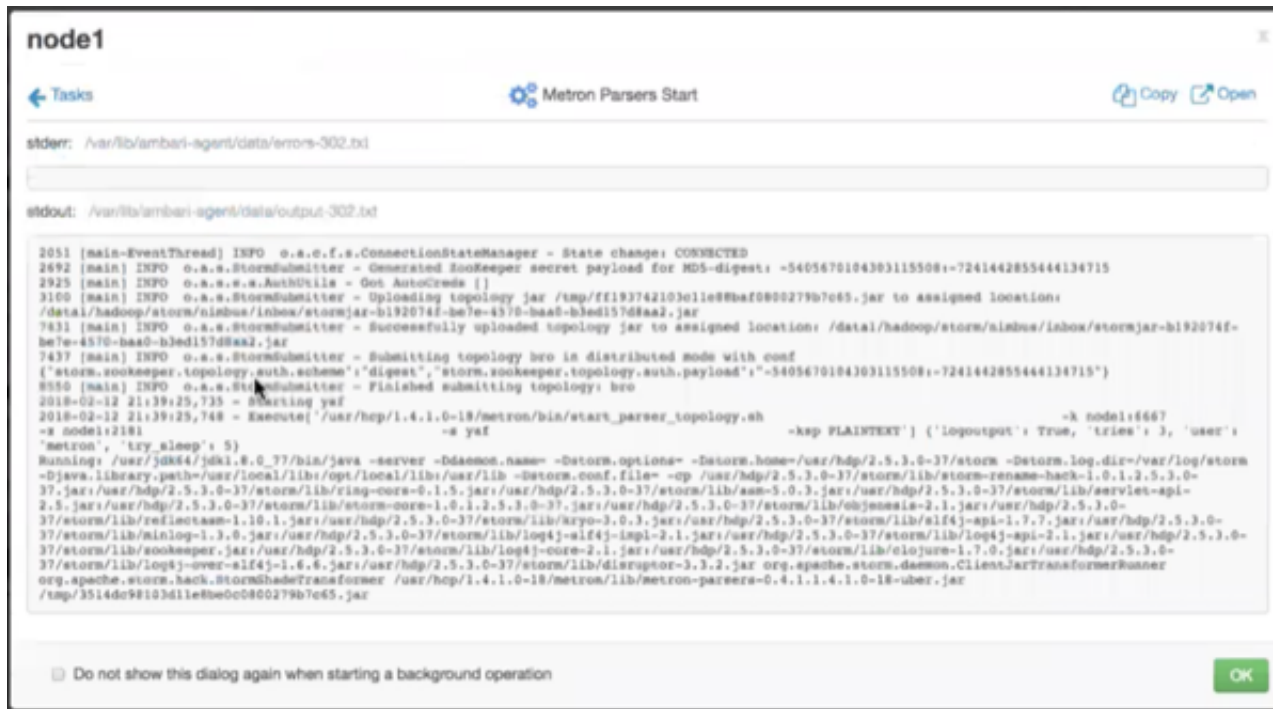 node1
x
Tasks
Metron Parsers Start
Copy Open
stderr: /var/lib/ambari-agent/data/errors-302.txt
stdout: /var/lib/ambari-agent/data/output-302.txt
2051 [main-EventThread] INFO o.a.c.f.s.ConnectionStateManager - State change: CONNECTED
2692 [main] INFO o.a.s.StormSubmitter - Generated ZooKeeper secret payload for MD5-digest: -5405670104303115508:-7241442855444134715
2925 [main] INFO o.a.s.s.a.AuthUtils - Got AutoCreds []
3100 [main] INFO o.a.s.StormSubmitter - Uploading topology jar /tmp/ff193742103c11e88baf0800279b7c65.jar to assigned location:
/data1/hadoop/storm/nimbus/inbox/stormjar-b192074f-be7e-4570-baa0-b3ed157d8aa2.jar
7431 [main] INFO o.a.s.StormSubmitter - Successfully uploaded topology jar to assigned location: /data1/hadoop/storm/nimbus/inbox/stormjar-b192074f-
be7e-4570-baa0-b3ed157d8aa2.jar
7437 [main] INFO o.a.s.StormSubmitter - Submitting topology bro in distributed mode with conf
{"storm.zookeeper.topology.auth.scheme":"digest","storm.zookeeper.topology.auth.payload":"-5405670104303115508:-7241442855444134715"}
8550 [main] INFO o.a.s.StormSubmitter - Finished submitting topology: bro
2018-02-12 21:39:25,735 - Starting yaf
2018-02-12 21:39:25,748 - Execute['/usr/hcp/1.4.1.0-18/metron/bin/start_parser_topology.sh -k node1:6667
-z node1:2181 -s yaf -ksp PLAINTEXT'] {'logoutput': True, 'tries': 3, 'user':
'metron', 'try_sleep': 5}
Running: /usr/jdk64/jdk1.8.0_77/bin/java -server -Ddaemon.name= -Dstorm.options= -Dstorm.home=/usr/hdp/2.5.3.0-37/storm -Dstorm.log.dir=/var/log/storm
-Djava.library.path=/usr/local/lib:/opt/local/lib:/usr/lib -Dstorm.conf.file= -cp /usr/hdp/2.5.3.0-37/storm/lib/storm-rename-hack-1.0.1.2.5.3.0-
37.jar:/usr/hdp/2.5.3.0-37/storm/lib/ring-cors-0.1.5.jar:/usr/hdp/2.5.3.0-37/storm/lib/asm-5.0.3.jar:/usr/hdp/2.5.3.0-37/storm/lib/servlet-api-
2.5.jar:/usr/hdp/2.5.3.0-37/storm/lib/storm-core-1.0.1.2.5.3.0-37.jar:/usr/hdp/2.5.3.0-37/storm/lib/objenesis-2.1.jar:/usr/hdp/2.5.3.0-
37/storm/lib/reflectasm-1.10.1.jar:/usr/hdp/2.5.3.0-37/storm/lib/kryo-3.0.3.jar:/usr/hdp/2.5.3.0-37/storm/lib/slf4j-api-1.7.7.jar:/usr/hdp/2.5.3.0-
37/storm/lib/minlog-1.3.0.jar:/usr/hdp/2.5.3.0-37/storm/lib/log4j-slf4j-impl-2.1.jar:/usr/hdp/2.5.3.0-37/storm/lib/log4j-api-2.1.jar:/usr/hdp/2.5.3.0-
37/storm/lib/zookeeper.jar:/usr/hdp/2.5.3.0-37/storm/lib/log4j-core-2.1.jar:/usr/hdp/2.5.3.0-37/storm/lib/clojure-1.7.0.jar:/usr/hdp/2.5.3.0-
37/storm/lib/log4j-over-slf4j-1.6.6.jar:/usr/hdp/2.5.3.0-37/storm/lib/disruptor-3.3.2.jar org.apache.storm.daemon.ClientJarTransformerRunner
org.apache.storm.hack.StormShadeTransformer /usr/hcp/1.4.1.0-18/metron/lib/metron-parsers-0.4.1.1.4.1.0-18-uber.jar
/tmp/3514dc98103d11e8be0c0800279b7c65.jar
Do not show this dialog again when starting a background operation
OK